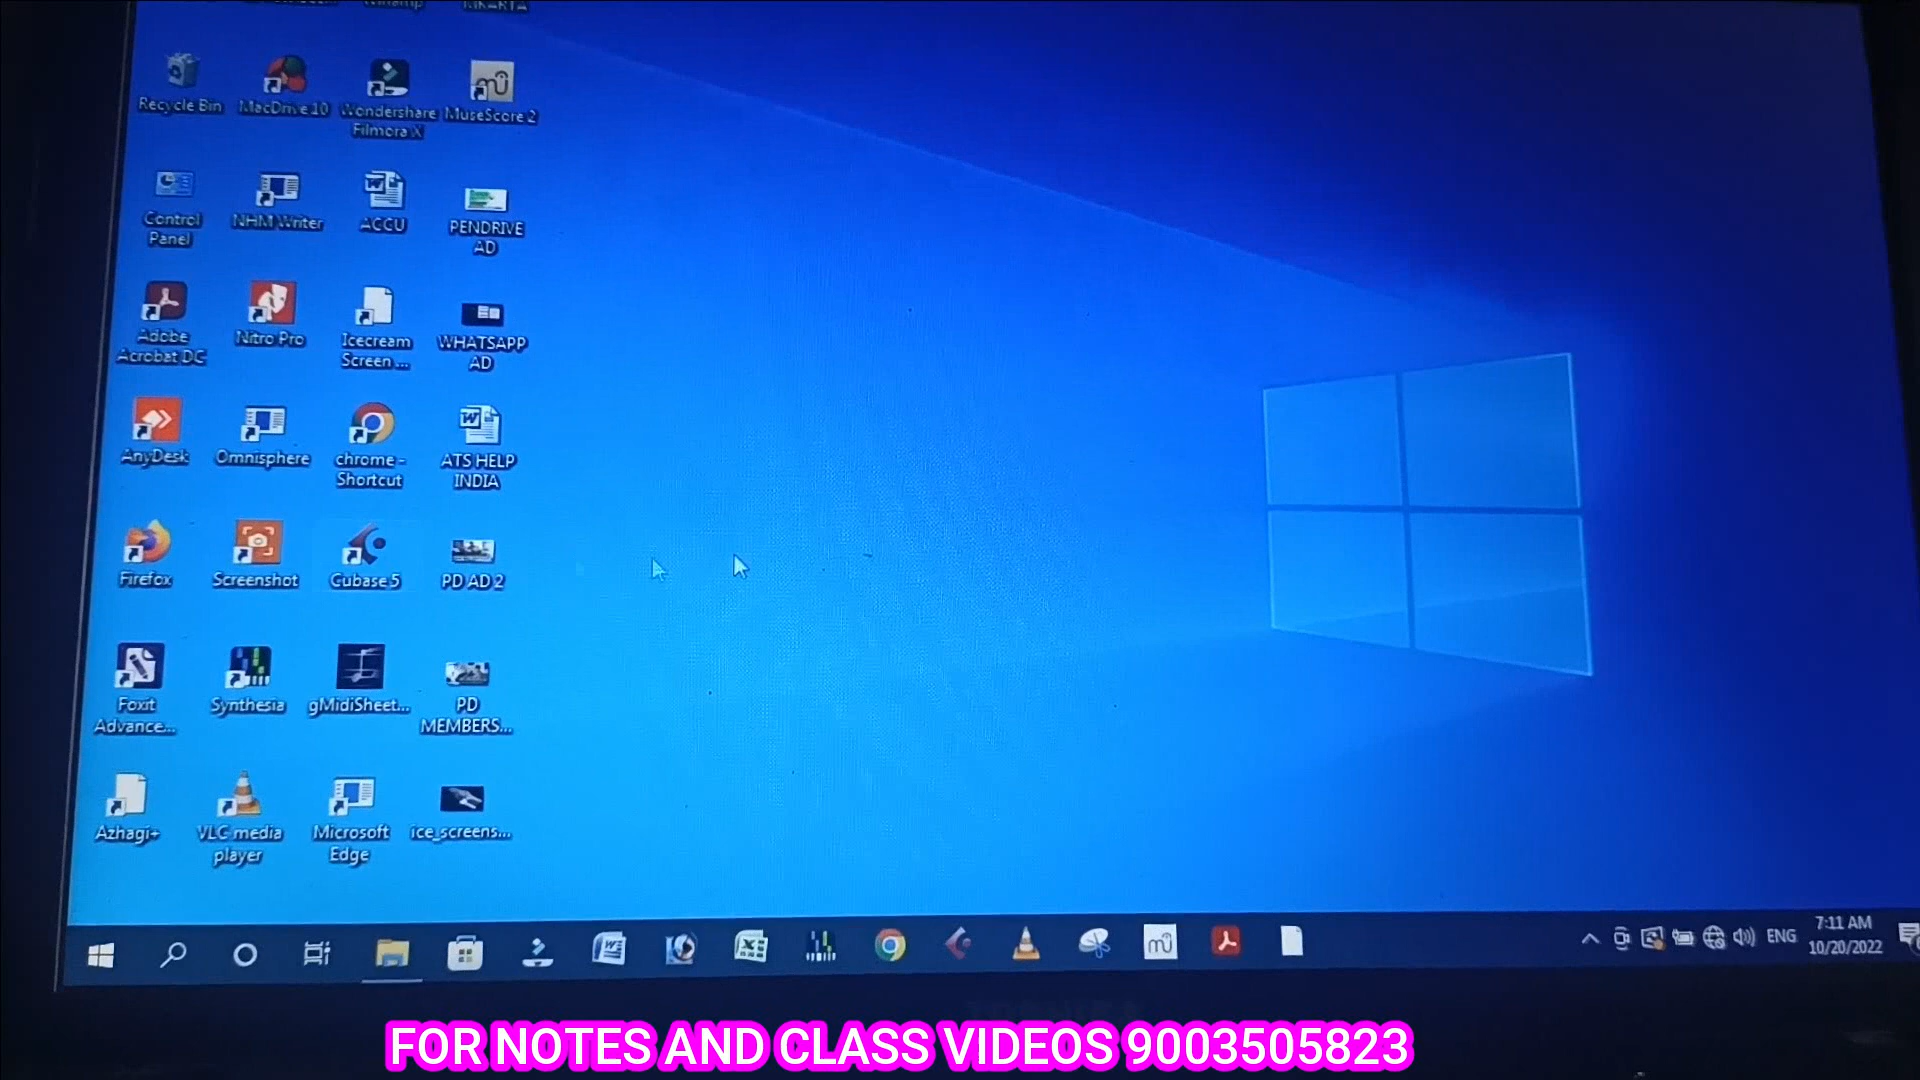 Recycle Bin
MacDrive 10
Wondershare
Filmora X
MuseScore 2
Control
Panel
NHM Writer
ACCU
PENDRIVE
AD
Adobe
Acrobat DC
Nitro Pro
Icecream
Screen ...
WHATSAPP
AD
AnyDesk
Omnisphere
chrome -
Shortcut
ATS HELP
INDIA
Firefox
Screenshot
Cubase 5
PD AD 2
Foxit
Advance...
Synthesia
gMidiSheet...
PD
MEMBERS...
Azhagi+
VLC media
player
Microsoft
Edge
ice_screens...
ENG
7:11 AM
10/20/2022
FOR NOTES AND CLASS VIDEOS 9003505823